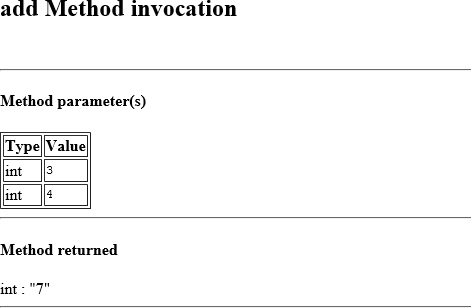 add Method invocation
Method parameter(s)
Type Value
int 3
int 4
Method returned
int : "7"